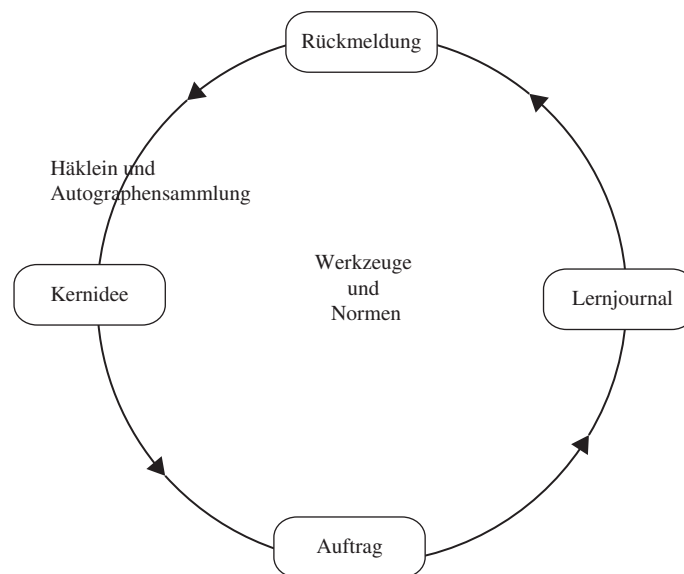 Rückmeldung
Häklein und
Autographensammlung
Werkzeuge
und
Normen
Kernidee
Lernjournal
Auftrag